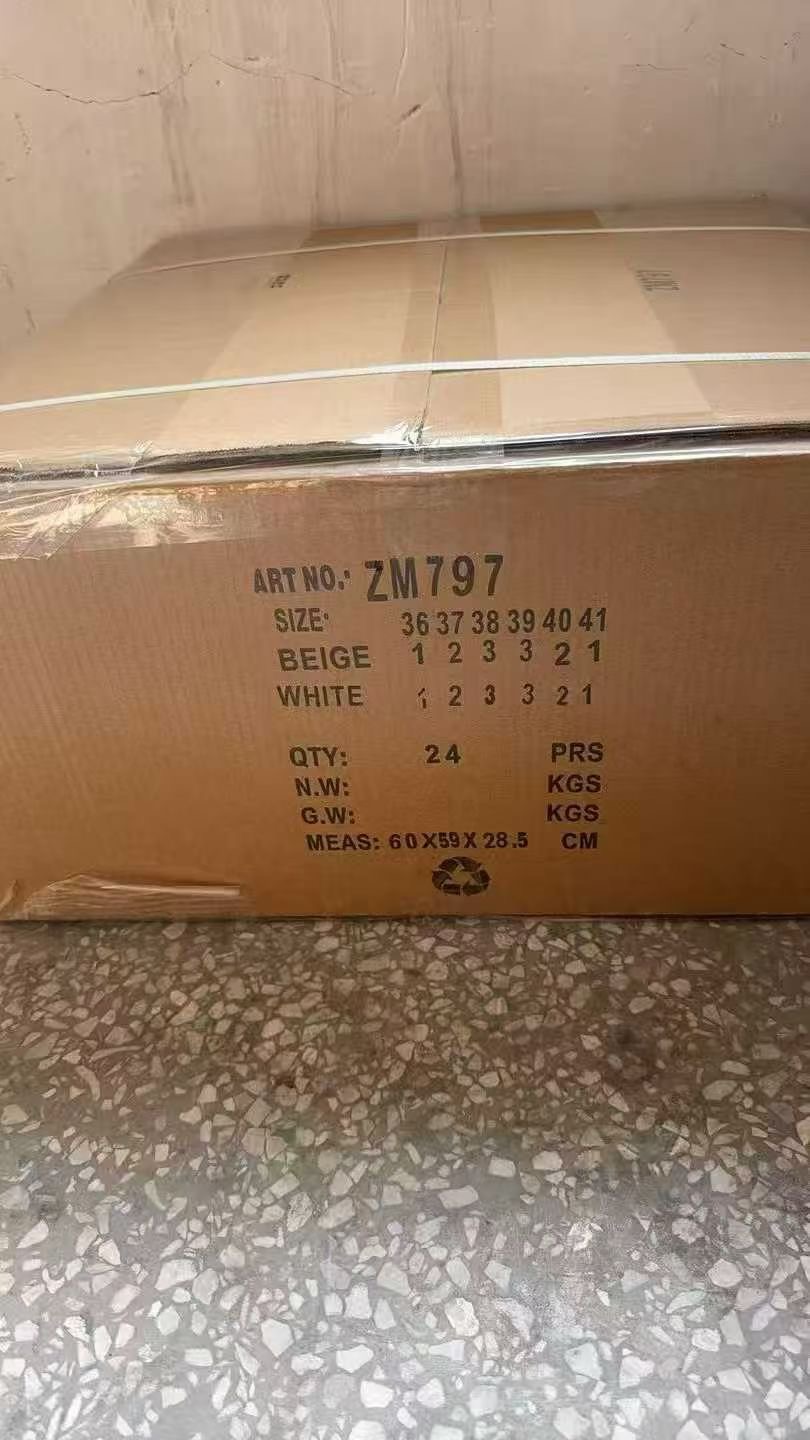 ART NO.: ZM797
SIZE: 36 37 38 39 40 41
BEIGE 1 2 3 3 2 1
WHITE 1 2 3 3 2 1
QTY: 24 PRS
N.W: KGS
G.W: KGS
MEAS: 60X59X28.5 CM